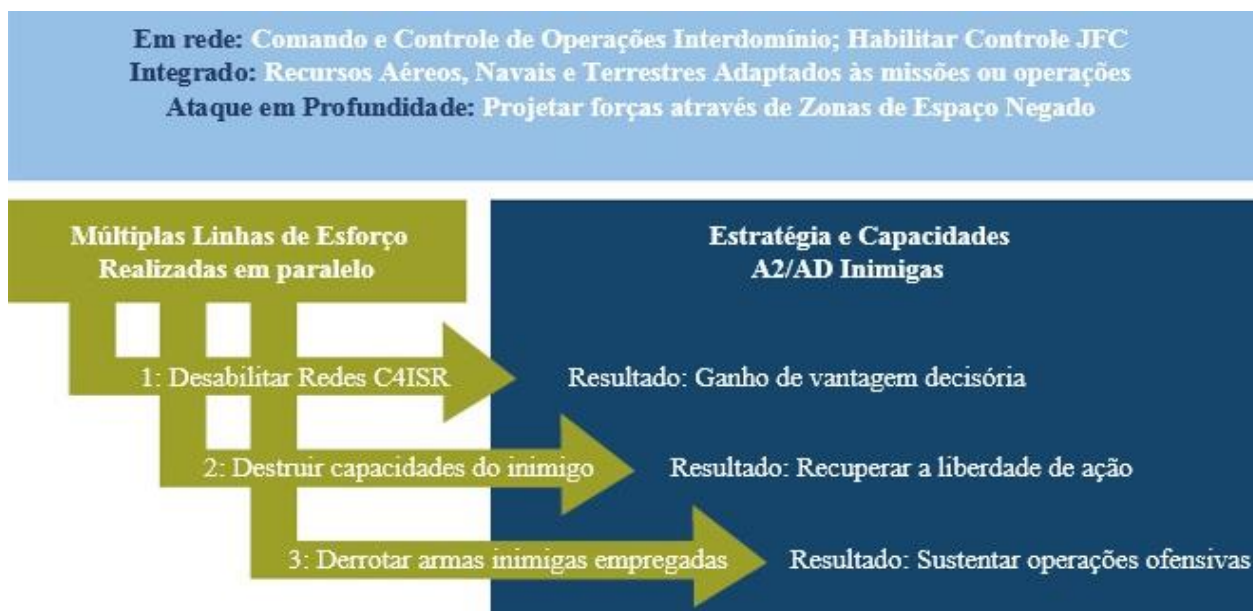 Em rede: Comando e Controle de Operações Interdomínio; Habilitar Controle JFC
Integrado: Recursos Aéreos, Navais e Terrestres Adaptados às missões ou operações
Ataque em Profundidade: Projetar forças através de Zonas de Espaço Negado
Múltiplas Linhas de Esforço
Realizadas em paralelo
Estratégia e Capacidades
A2/AD Inimigas
1: Desabilitar Redes C4ISR
Resultado: Ganho de vantagem decisória
2: Destruir capacidades do inimigo
Resultado: Recuperar a liberdade de ação
3: Derrotar armas inimigas empregadas
Resultado: Sustentar operações ofensivas